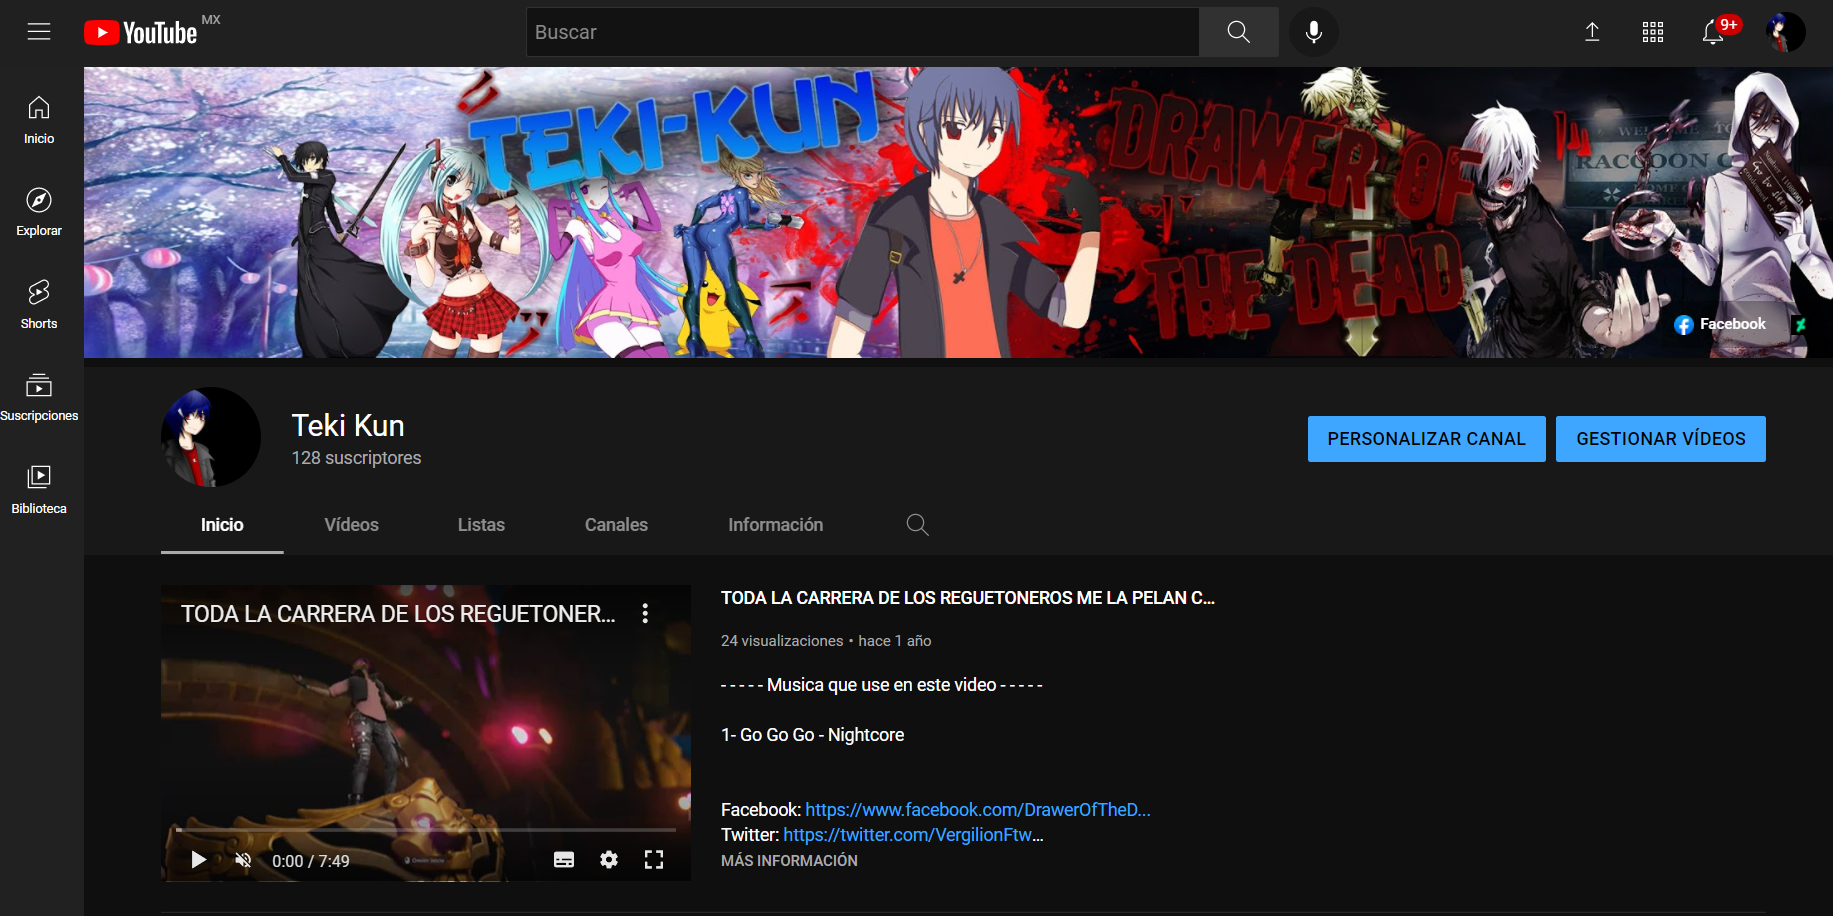 YouTube MX
Buscar
9+
Inicio
Explorar
Shorts
Suscripciones
Biblioteca
TEKI-KUN
DRAWER OF
THE DEAD
WELCOME TO
RACCOON C
HOME OF
Facebook
Teki Kun
128 suscriptores
PERSONALIZAR CANAL
GESTIONAR VÍDEOS
Inicio
Vídeos
Listas
Canales
Información
TODA LA CARRERA DE LOS REGUETONER...
0:00 / 7:49
TODA LA CARRERA DE LOS REGUETONEROS ME LA PELAN C...
24 visualizaciones • hace 1 año
- - - - - Musica que use en este video - - - - -
1- Go Go Go - Nightcore
Facebook: https://www.facebook.com/DrawerOfTheD...
Twitter: https://twitter.com/VergilionFtw...
MÁS INFORMACIÓN